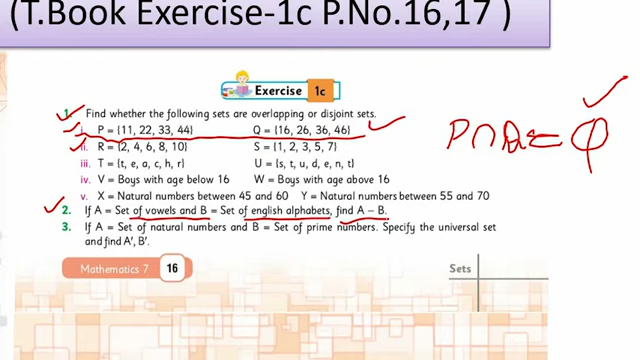 (T.Book Exercise-1c P.No.16,17 )
Exercise 1c
1. Find whether the following sets are overlapping or disjoint sets.
i. P = {11, 22, 33, 44} Q = {16, 26, 36, 46}
ii. R = {2, 4, 6, 8, 10} S = {1, 2, 3, 5, 7}
iii. T = {t, e, a, c, h, r} U = {s, t, u, d, e, n, t}
iv. V = Boys with age below 16 W = Boys with age above 16
v. X = Natural numbers between 45 and 60 Y = Natural numbers between 55 and 70
2. If A = Set of vowels and B = Set of english alphabets, find A – B.
3. If A = Set of natural numbers and B = Set of prime numbers. Specify the universal set
and find A′, B′.
Mathematics 7 16
Sets
P∩Q= φ